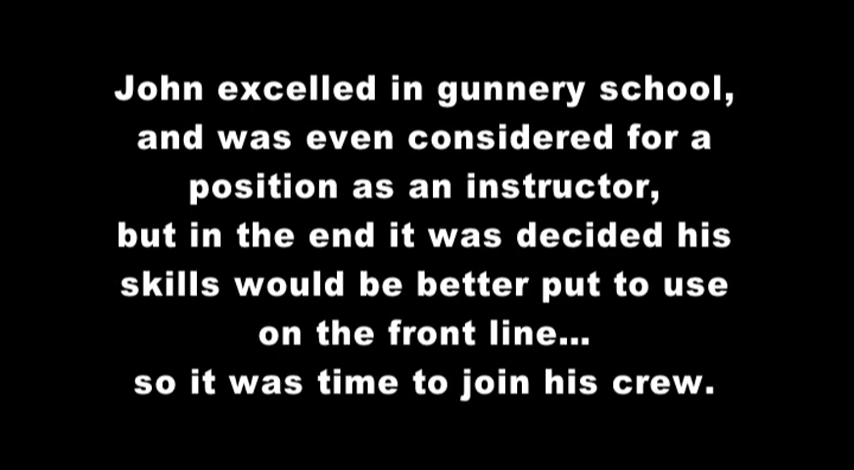 John excelled in gunnery school,
and was even considered for a
position as an instructor,
but in the end it was decided his
skills would be better put to use
on the front line...
so it was time to join his crew.